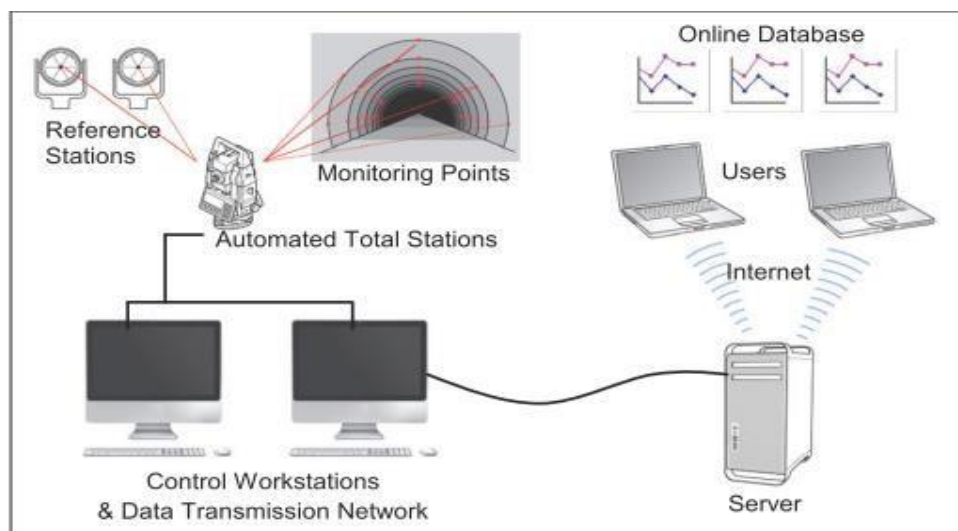 Reference
Stations
Monitoring Points
Automated Total Stations
Online Database
Users
Internet
Control Workstations
& Data Transmission Network
Server